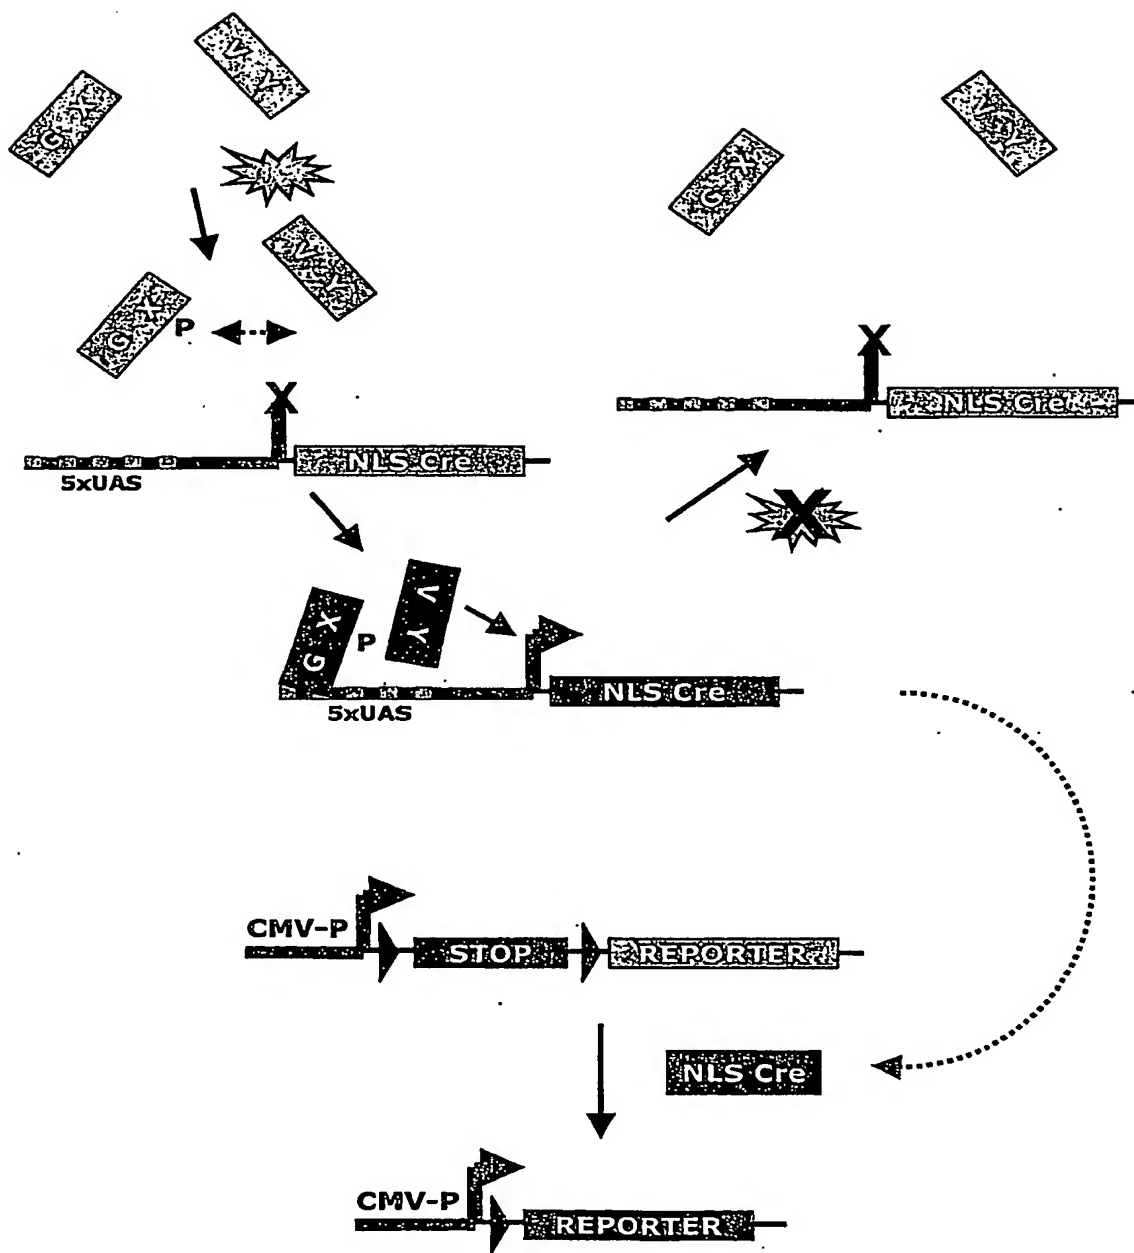 V Y
G X
V Y
G X
P
V Y
G X
X
NLS Cre
X
NLS Cre
5xUAS
X
V Y
G X
P
NLS Cre
5xUAS
CMV-P
STOP
REPORTER
NLS Cre
CMV-P
REPORTER